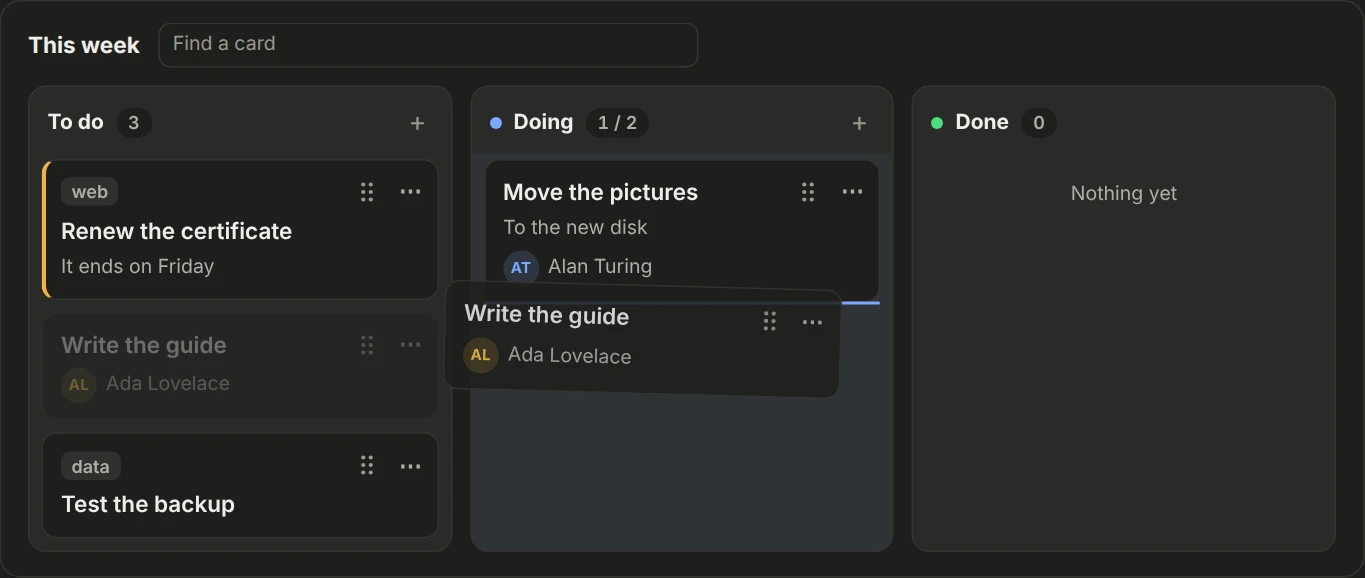 This week
Find a card
To do 3 +
web
Renew the certificate
It ends on Friday
Write the guide
AL Ada Lovelace
data
Test the backup
Doing 1 / 2 +
Move the pictures
To the new disk
AT Alan Turing
Write the guide
AL Ada Lovelace
Done 0
Nothing yet